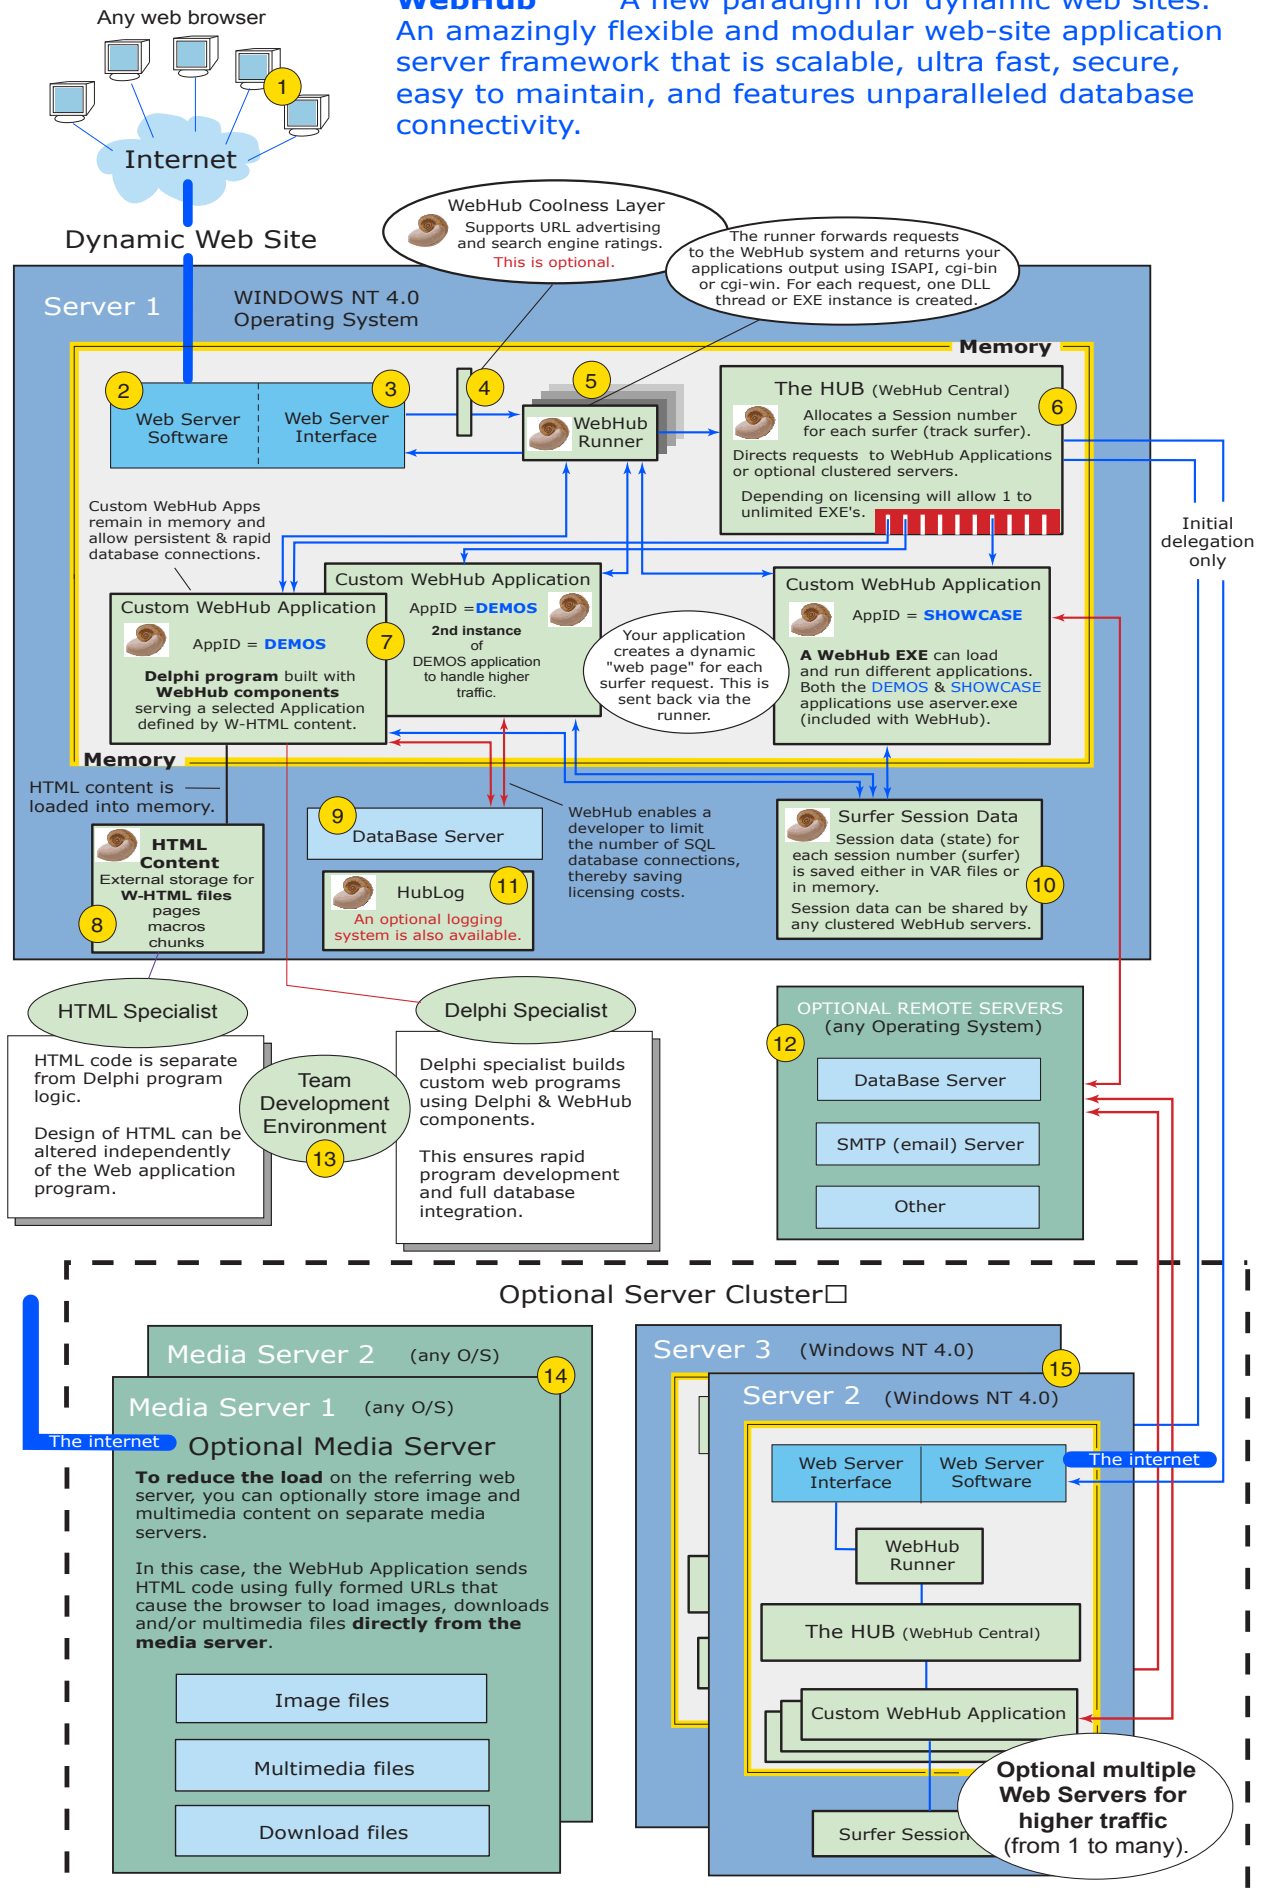 Any web browser
WebHub A new paradigm for dynamic web sites.
An amazingly flexible and modular web-site application
server framework that is scalable, ultra fast, secure,
easy to maintain, and features unparalleled database
connectivity.
1
Internet
Dynamic Web Site
WebHub Coolness Layer
Supports URL advertising
and search engine ratings.
This is optional.
The runner forwards requests
to the WebHub system and returns your
applications output using ISAPI, cgi-bin
or cgi-win. For each request, one DLL
thread or EXE instance is created.
Server 1
WINDOWS NT 4.0
Operating System
Memory
2
3
Web Server
Software
Web Server
Interface
4
5
WebHub
Runner
The HUB (WebHub Central)
6
Allocates a Session number
for each surfer (track surfer).
Directs requests to WebHub Applications
or optional clustered servers.
Depending on licensing will allow 1 to
unlimited EXE's.
Initial
delegation
only
Custom WebHub Apps
remain in memory and
allow persistent & rapid
database connections.
Custom WebHub Application
AppID = DEMOS
7
Delphi program built with
WebHub components
serving a selected Application
defined by W-HTML content.
Custom WebHub Application
AppID =DEMOS
2nd instance
of
DEMOS application
to handle higher
traffic.
Your application
creates a dynamic
"web page" for each
surfer request. This is
sent back via the
runner.
Custom WebHub Application
AppID = SHOWCASE
A WebHub EXE can load
and run different applications.
Both the DEMOS & SHOWCASE
applications use aserver.exe
(included with WebHub).
Memory
HTML content is
loaded into memory.
8
HTML
Content
External storage for
W-HTML files
pages
macros
chunks
9
DataBase Server
HubLog
11
An optional logging
system is also available.
WebHub enables a
developer to limit
the number of SQL
database connections,
thereby saving
licensing costs.
Surfer Session Data
Session data (state) for
each session number (surfer)
is saved either in VAR files or
in memory.
10
Session data can be shared by
any clustered WebHub servers.
HTML Specialist
HTML code is separate
from Delphi program
logic.
Design of HTML can be
altered independently
of the Web application
program.
Team
Development
Environment
13
Delphi Specialist
Delphi specialist builds
custom web programs
using Delphi & WebHub
components.
This ensures rapid
program development
and full database
integration.
OPTIONAL REMOTE SERVERS
(any Operating System)
12
DataBase Server
SMTP (email) Server
Other
Optional Server Cluster□
Media Server 2 (any O/S)
14
Media Server 1 (any O/S)
The internet
Optional Media Server
To reduce the load on the referring web
server, you can optionally store image and
multimedia content on separate media
servers.
In this case, the WebHub Application sends
HTML code using fully formed URLs that
cause the browser to load images, downloads
and/or multimedia files directly from the
media server.
Image files
Multimedia files
Download files
Server 3 (Windows NT 4.0)
15
Server 2 (Windows NT 4.0)
Web Server
Interface
Web Server
Software
The internet
WebHub
Runner
The HUB (WebHub Central)
Custom WebHub Application
Surfer Session
Optional multiple
Web Servers for
higher traffic
(from 1 to many).